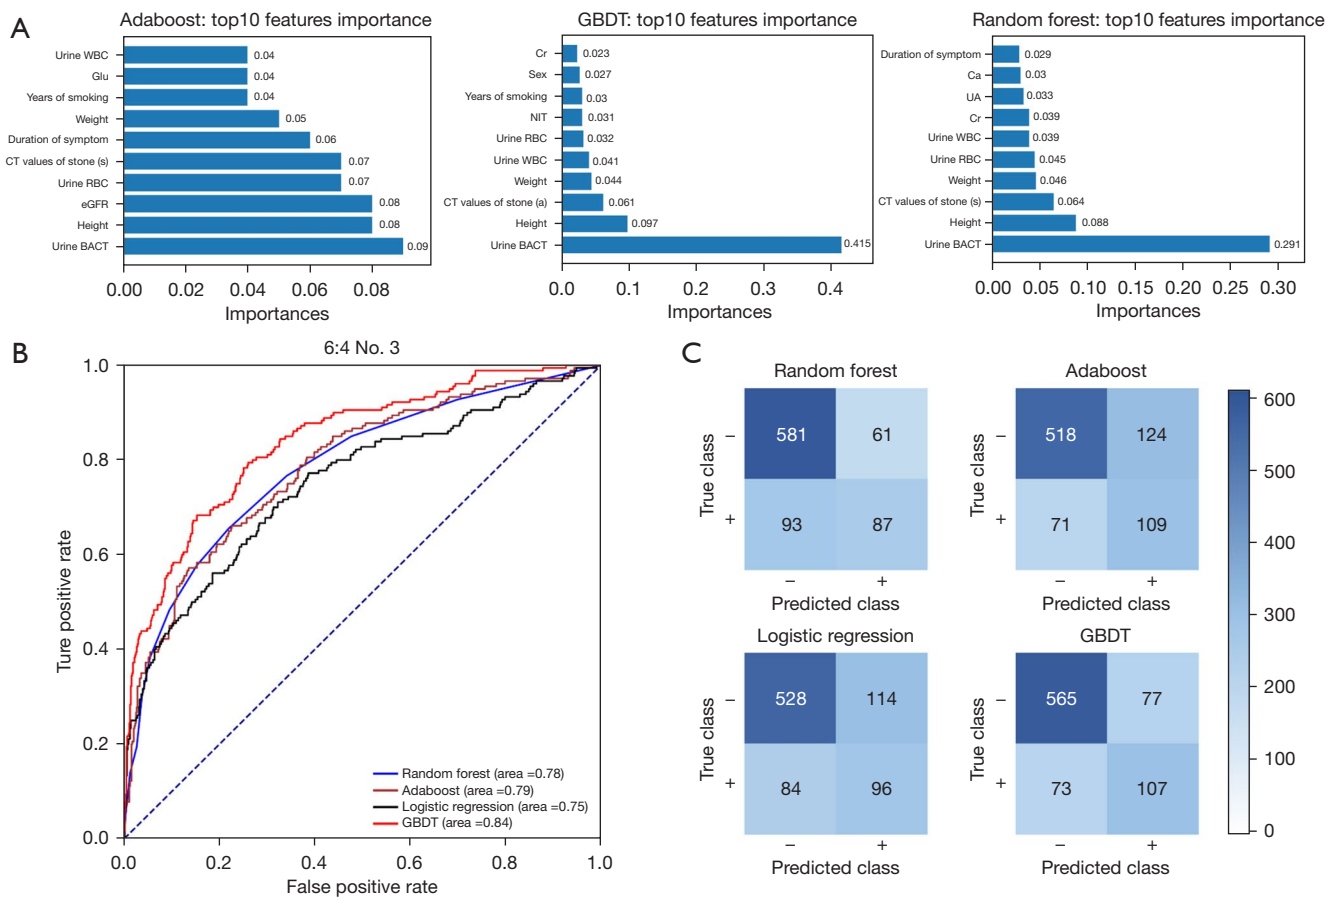 A
Adaboost: top10 features importance
Urine WBC 0.04
Glu 0.04
Years of smoking 0.04
Weight 0.05
Duration of symptom 0.06
CT values of stone (s) 0.07
Urine RBC 0.07
eGFR 0.08
Height 0.08
Urine BACT 0.09
0.00 0.02 0.04 0.06 0.08
Importances
GBDT: top10 features importance
Cr 0.023
Sex 0.027
Years of smoking 0.03
NIT 0.031
Urine RBC 0.032
Urine WBC 0.041
Weight 0.044
CT values of stone (a) 0.061
Height 0.097
Urine BACT 0.415
0.0 0.1 0.2 0.3 0.4
Importances
Random forest: top10 features importance
Duration of symptom 0.029
Ca 0.03
UA 0.033
Cr 0.039
Urine WBC 0.039
Urine RBC 0.045
Weight 0.046
CT values of stone (s) 0.064
Height 0.088
Urine BACT 0.291
0.00 0.05 0.10 0.15 0.20 0.25 0.30
Importances
B
6:4 No. 3
Ture positive rate
1.0
0.8
0.6
0.4
0.2
0.0
Random forest (area =0.78)
Adaboost (area =0.79)
Logistic regression (area =0.75)
GBDT (area =0.84)
0.0 0.2 0.4 0.6 0.8 1.0
False positive rate
C
Random forest
True class
− 581 61
+ 93 87
− +
Predicted class
Adaboost
True class
− 518 124
+ 71 109
− +
Predicted class
Logistic regression
True class
− 528 114
+ 84 96
− +
Predicted class
GBDT
True class
− 565 77
+ 73 107
− +
Predicted class
600
500
400
300
200
100
0